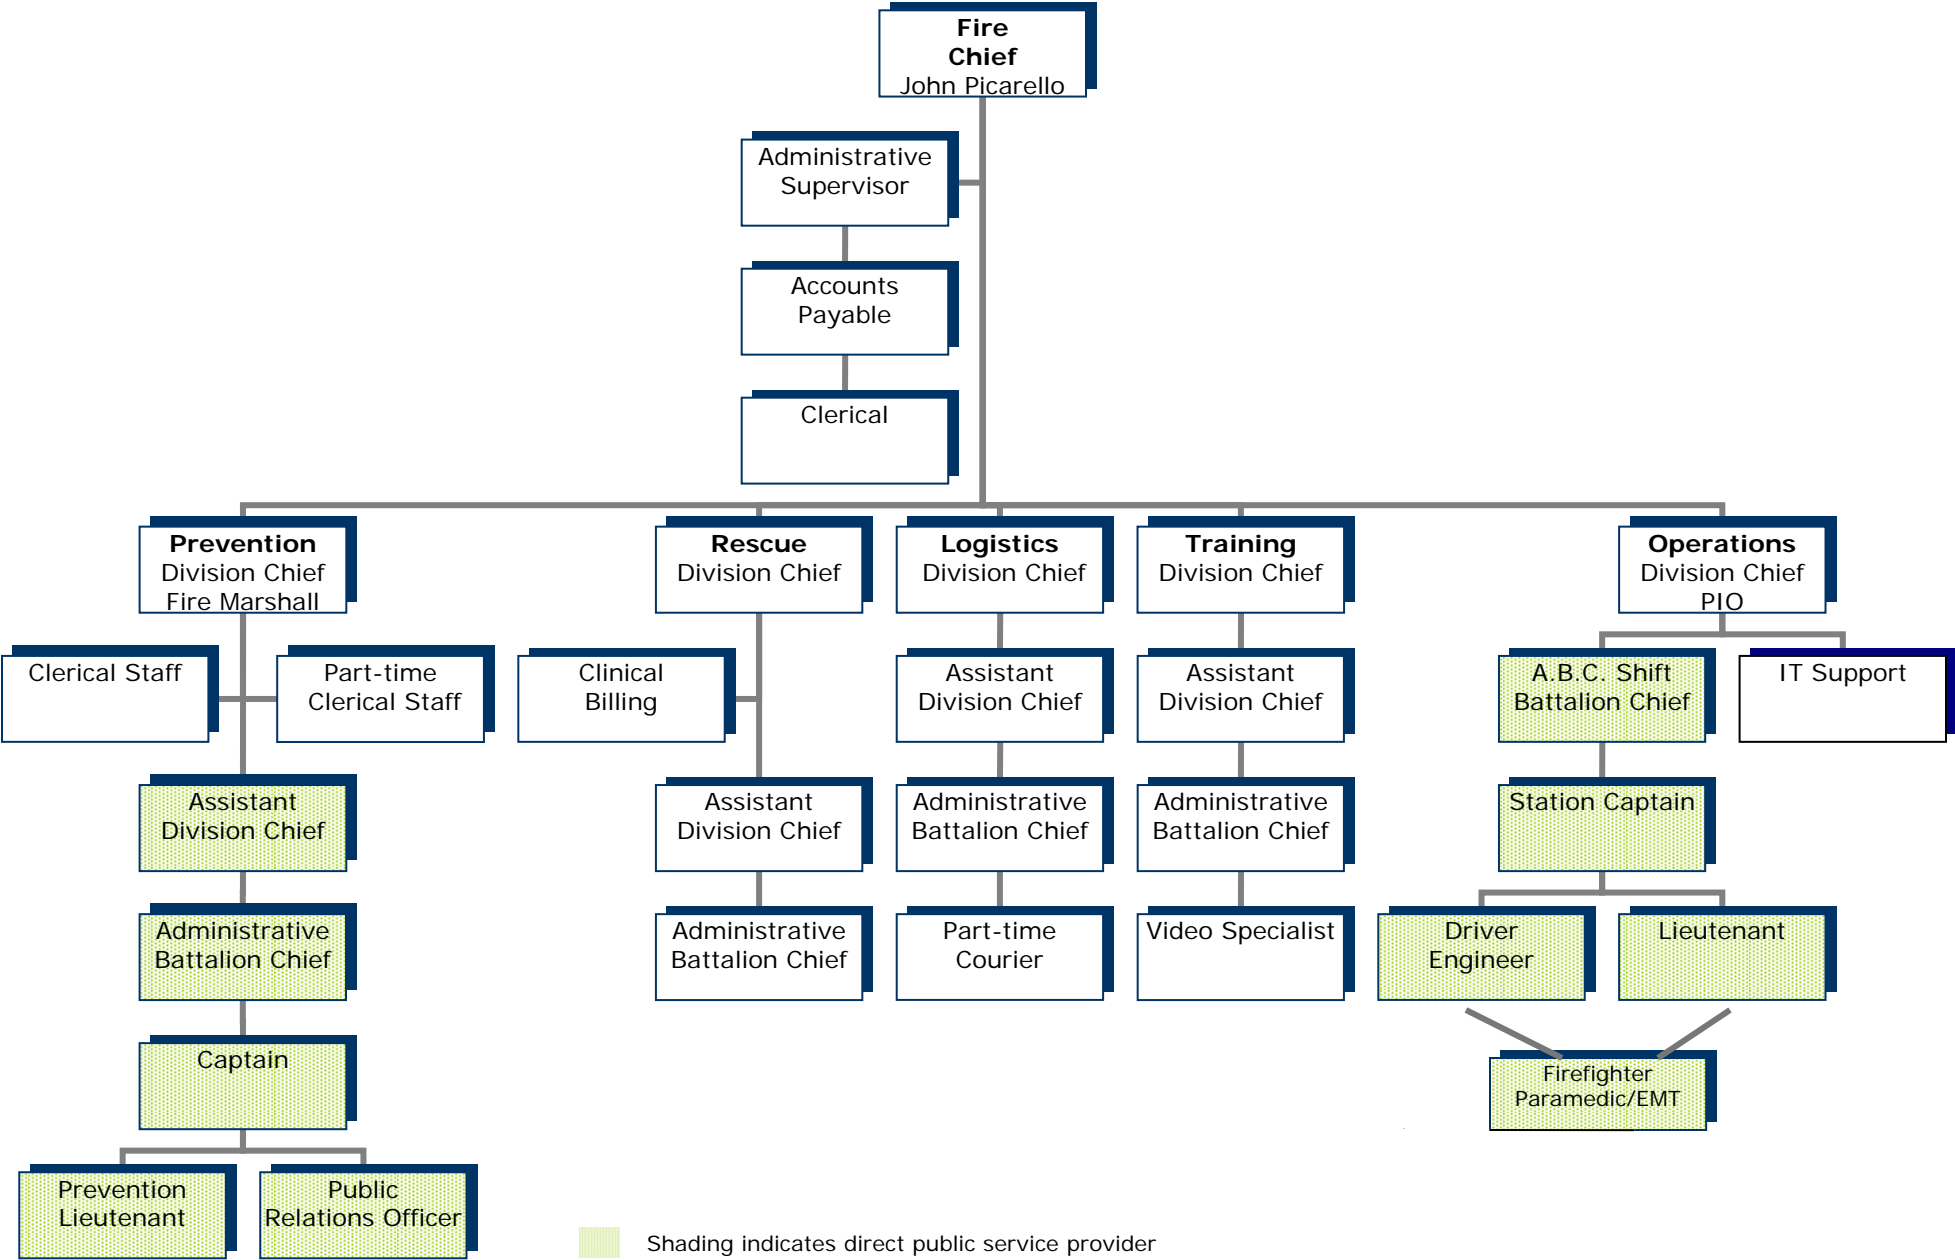 Fire
Chief
John Picarello
Administrative
Supervisor
Accounts
Payable
Clerical
Prevention
Division Chief
Fire Marshall
Rescue
Division Chief
Logistics
Division Chief
Training
Division Chief
Operations
Division Chief
PIO
Clerical Staff
Part-time
Clerical Staff
Clinical
Billing
Assistant
Division Chief
Assistant
Division Chief
A.B.C. Shift
Battalion Chief
IT Support
Assistant
Division Chief
Assistant
Division Chief
Administrative
Battalion Chief
Administrative
Battalion Chief
Station Captain
Administrative
Battalion Chief
Administrative
Battalion Chief
Part-time
Courier
Video Specialist
Driver
Engineer
Lieutenant
Captain
Firefighter
Paramedic/EMT
Prevention
Lieutenant
Public
Relations Officer
Shading indicates direct public service provider